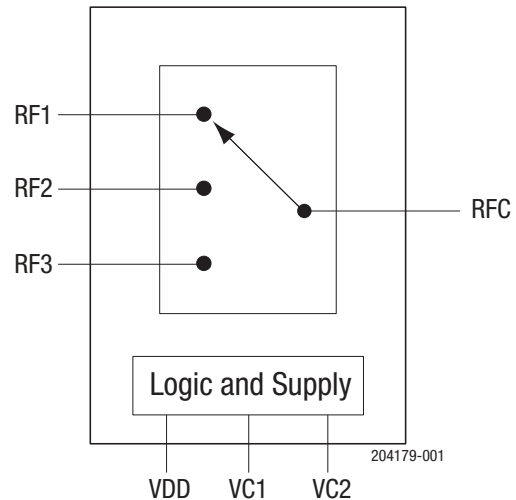 RF1
RF2
RFC
RF3
Logic and Supply
204179-001
VDD VC1 VC2